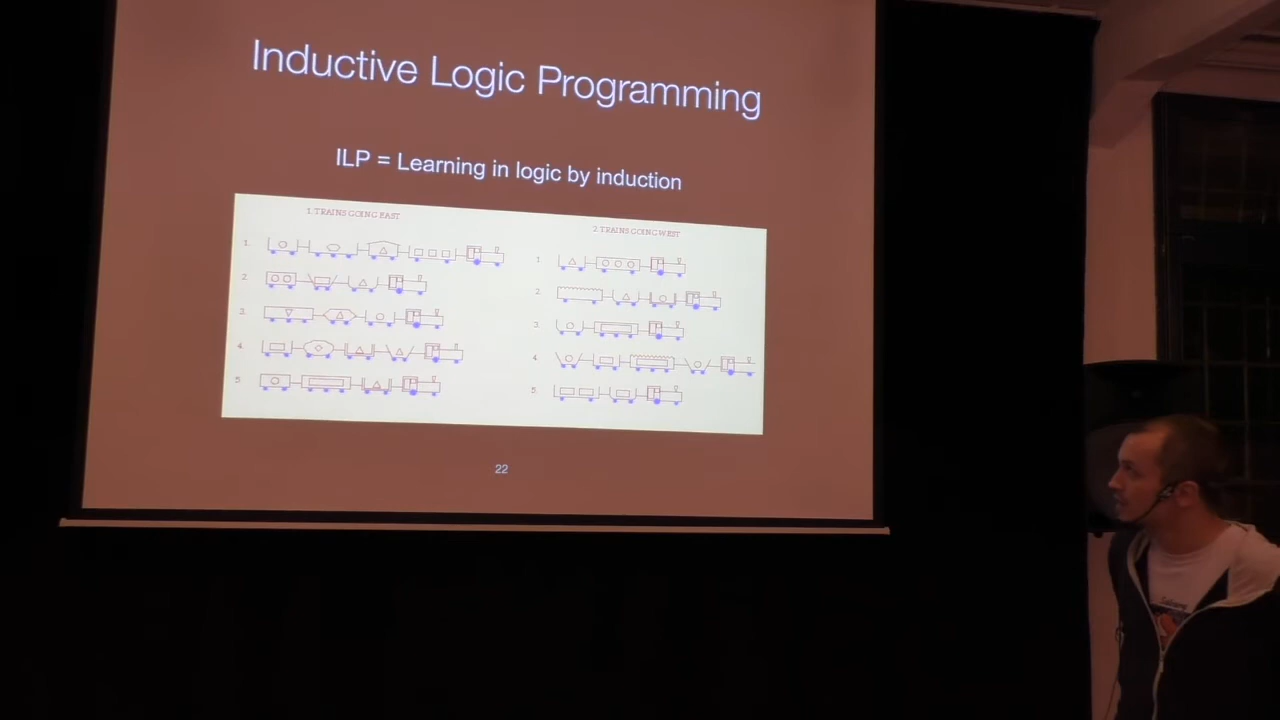 Inductive Logic Programming
ILP = Learning in logic by induction
1. TRAINS GOING EAST
2. TRAINS GOING WEST
1.
2.
3.
4.
5.
1.
2.
3.
4.
5.
22